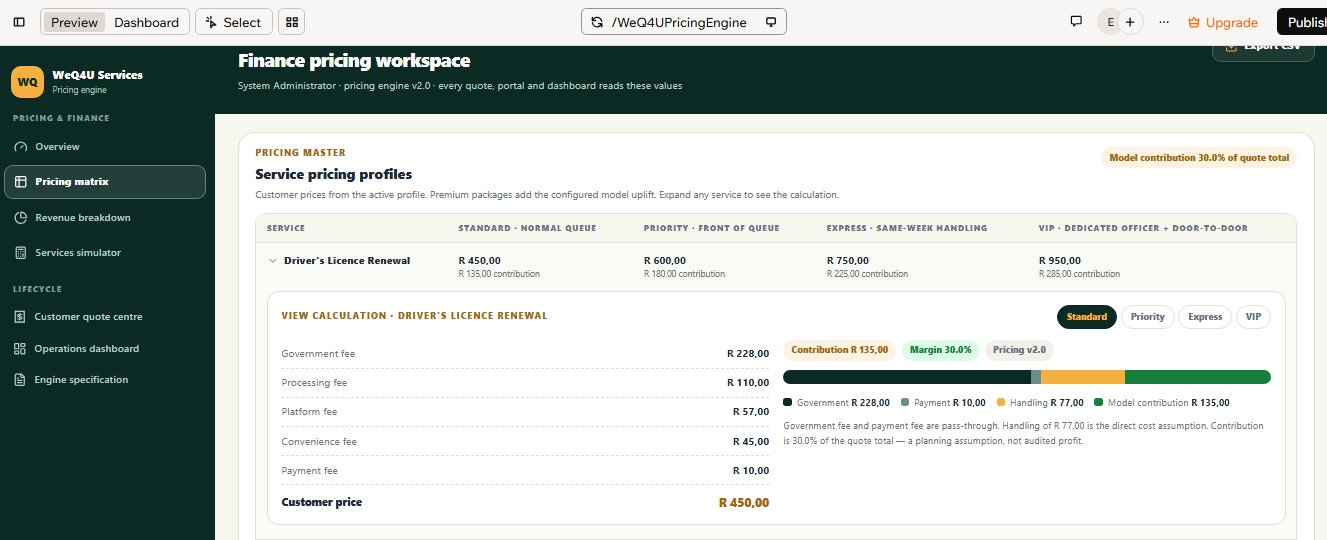 Preview Dashboard Select /WeQ4UPricingEngine E + ... Upgrade Publish
WQ WeQ4U Services
Pricing engine
PRICING & FINANCE
Overview
Pricing matrix
Revenue breakdown
Services simulator
LIFECYCLE
Customer quote centre
Operations dashboard
Engine specification
Finance pricing workspace
Export CSV
System Administrator · pricing engine v2.0 · every quote, portal and dashboard reads these values
PRICING MASTER
Model contribution 30.0% of quote total
Service pricing profiles
Customer prices from the active profile. Premium packages add the configured model uplift. Expand any service to see the calculation.
SERVICE STANDARD · NORMAL QUEUE PRIORITY · FRONT OF QUEUE EXPRESS · SAME-WEEK HANDLING VIP · DEDICATED OFFICER + DOOR-TO-DOOR
Driver's Licence Renewal R 450,00 R 600,00 R 750,00 R 950,00
R 135,00 contribution R 180,00 contribution R 225,00 contribution R 285,00 contribution
VIEW CALCULATION · DRIVER'S LICENCE RENEWAL Standard Priority Express VIP
Government fee R 228,00
Processing fee R 110,00
Platform fee R 57,00
Convenience fee R 45,00
Payment fee R 10,00
Customer price R 450,00
Contribution R 135,00 Margin 30.0% Pricing v2.0
Government R 228,00 Payment R 10,00 Handling R 77,00 Model contribution R 135,00
Government fee and payment fee are pass-through. Handling of R 77,00 is the direct cost assumption. Contribution
is 30.0% of the quote total — a planning assumption, not audited profit.